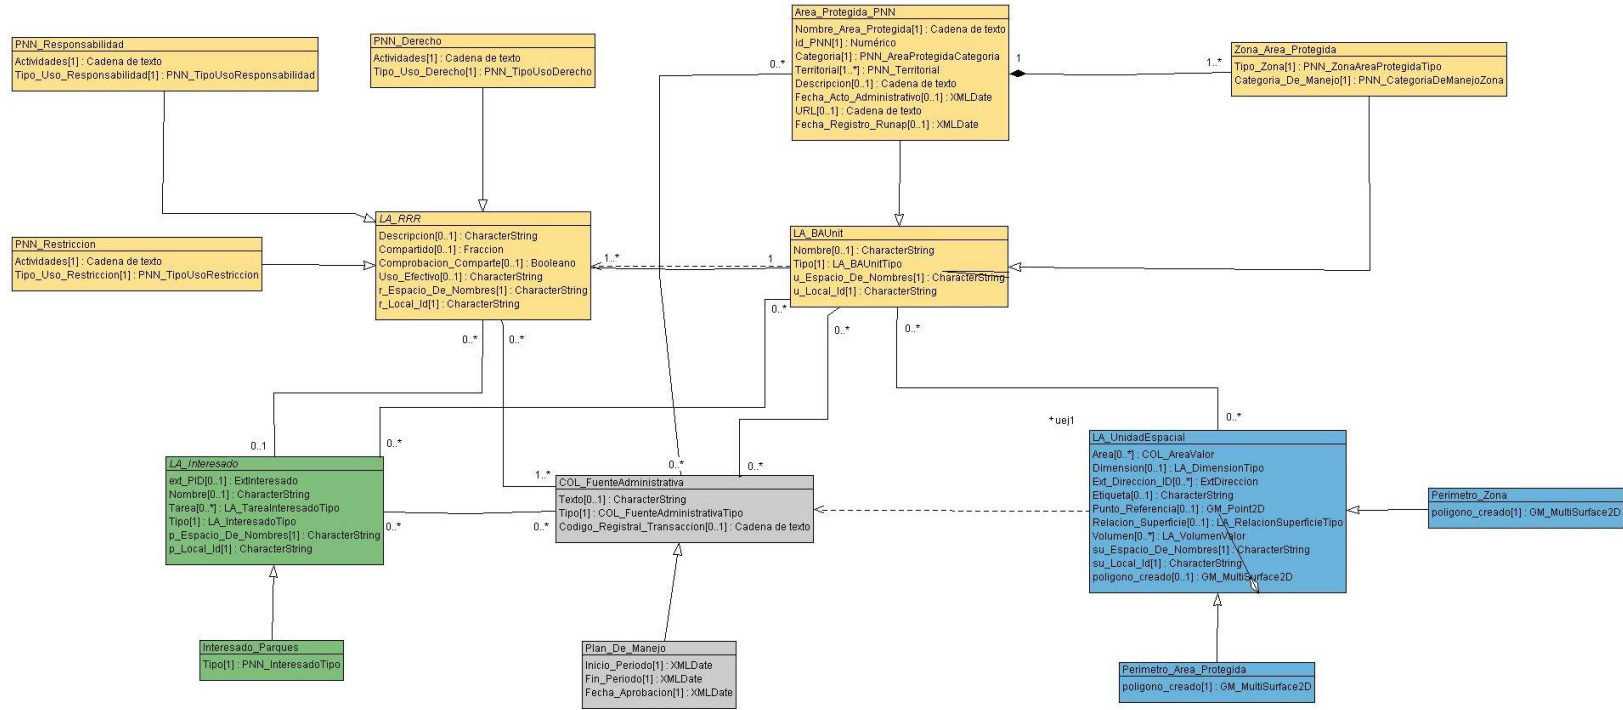 Area_Protegida_PNN
Nombre_Area_Protegida[1] : Cadena de texto
id_PNN[1] : Numérico
Categoria[1] : PNN_AreaProtegidaCategoria
Territorial[1..*] : PNN_Territorial
Descripcion[0..1] : Cadena de texto
Fecha_Acto_Administrativo[0..1] : XMLDate
URL[0..1] : Cadena de texto
Fecha_Registro_Runap[0..1] : XMLDate
PNN_Responsabilidad
Actividades[1] : Cadena de texto
Tipo_Uso_Responsabilidad[1] : PNN_TipoUsoResponsabilidad
PNN_Derecho
Actividades[1] : Cadena de texto
Tipo_Uso_Derecho[1] : PNN_TipoUsoDerecho
0..*
1
1..*
Zona_Area_Protegida
Tipo_Zona[1] : PNN_ZonaAreaProtegidaTipo
Categoria_De_Manejo[1] : PNN_CategoriaDeManejoZona
PNN_Restriccion
Actividades[1] : Cadena de texto
Tipo_Uso_Restriccion[1] : PNN_TipoUsoRestriccion
LA_RRR
Descripcion[0..1] : CharacterString
Compartido[0..1] : Fraccion
Comprobacion_Comparte[0..1] : Booleano
Uso_Efectivo[0..1] : CharacterString
r_Espacio_De_Nombres[1] : CharacterString
r_Local_Id[1] : CharacterString
1..*
1
LA_BAUnit
Nombre[0..1] : CharacterString
Tipo[1] : LA_BAUnitTipo
u_Espacio_De_Nombres[1] : CharacterString
u_Local_Id[1] : CharacterString
0..*
0..*
0..*
0..*
0..*
0..1
0..*
0..*
1..*
0..*
0..*
+uej1
0..*
LA_Interesado
ext_PID[0..1] : ExtInteresado
Nombre[0..1] : CharacterString
Tarea[0..*] : LA_TareaInteresadoTipo
Tipo[1] : LA_InteresadoTipo
p_Espacio_De_Nombres[1] : CharacterString
p_Local_Id[1] : CharacterString
0..*
0..*
COL_FuenteAdministrativa
Texto[0..1] : CharacterString
Tipo[1] : COL_FuenteAdministrativaTipo
Codigo_Registral_Transaccion[0..1] : Cadena de texto
LA_UnidadEspacial
Area[0..*] : COL_AreaValor
Dimension[0..1] : LA_DimensionTipo
Ext_Direccion_ID[0..*] : ExtDireccion
Etiqueta[0..1] : CharacterString
Punto_Referencia[0..1] : GM_Point2D
Relacion_Superficie[0..1] : LA_RelacionSuperficieTipo
Volumen[0..*] : LA_VolumenValor
su_Espacio_De_Nombres[1] : CharacterString
su_Local_Id[1] : CharacterString
poligono_creado[0..1] : GM_MultiSurface2D
Perimetro_Zona
poligono_creado[1] : GM_MultiSurface2D
Interesado_Parques
Tipo[1] : PNN_InteresadoTipo
Plan_De_Manejo
Inicio_Periodo[1] : XMLDate
Fin_Periodo[1] : XMLDate
Fecha_Aprobacion[1] : XMLDate
Perimetro_Area_Protegida
poligono_creado[1] : GM_MultiSurface2D